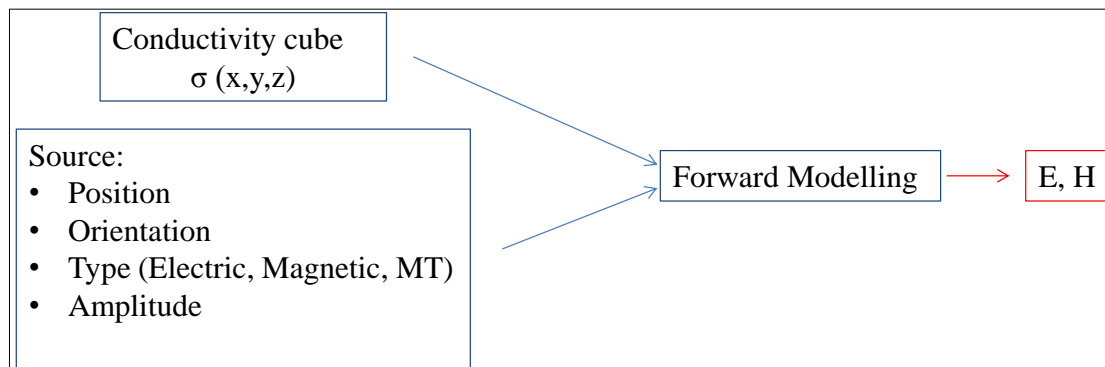 Conductivity cube
σ (x,y,z)
Source:
• Position
• Orientation
• Type (Electric, Magnetic, MT)
• Amplitude
Forward Modelling
E, H